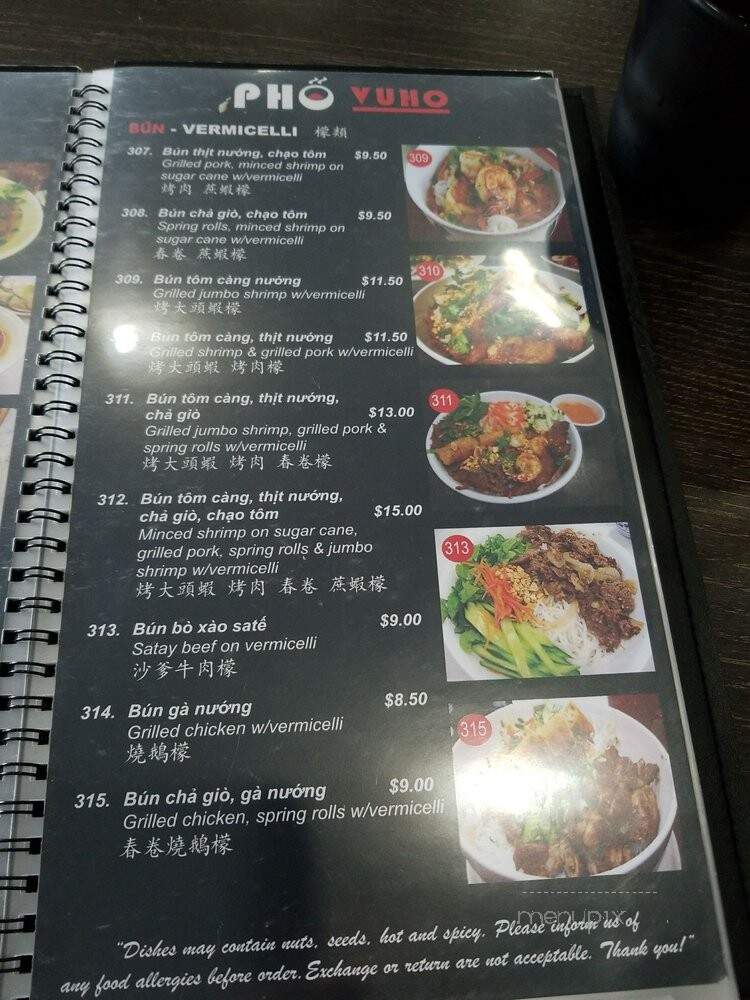 PHỞ VUHO
BÚN - VERMICELLI 檬類
307. Bún thịt nướng, chạo tôm $9.50
Grilled pork, minced shrimp on
sugar cane w/vermicelli
烤肉 蔗蝦檬
308. Bún chả giò, chạo tôm $9.50
Spring rolls, minced shrimp on
sugar cane w/vermicelli
春卷 蔗蝦檬
309. Bún tôm càng nướng $11.50
Grilled jumbo shrimp w/vermicelli
烤大頭蝦檬
Bún tôm càng, thịt nướng $11.50
Grilled shrimp & grilled pork w/vermicelli
烤大頭蝦 烤肉檬
311. Bún tôm càng, thịt nướng,
chả giò $13.00
Grilled jumbo shrimp, grilled pork &
spring rolls w/vermicelli
烤大頭蝦 烤肉 春卷檬
312. Bún tôm càng, thịt nướng,
chả giò, chạo tôm $15.00
Minced shrimp on sugar cane,
grilled pork, spring rolls & jumbo
shrimp w/vermicelli
烤大頭蝦 烤肉 春卷 蔗蝦檬
313. Bún bò xào saté $9.00
Satay beef on vermicelli
沙爹牛肉檬
314. Bún gà nướng $8.50
Grilled chicken w/vermicelli
燒鵝檬
315. Bún chả giò, gà nướng $9.00
Grilled chicken, spring rolls w/vermicelli
春卷燒鵝檬
309
310
311
313
315
menupix
"Dishes may contain nuts, seeds, hot and spicy. Please inform us of
any food allergies before order. Exchange or return are not acceptable. Thank you!"